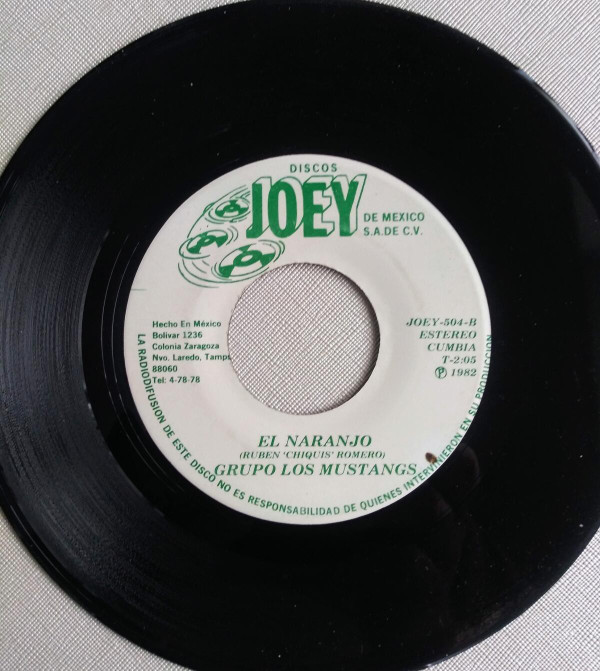 DISCOS
JOEY
DE MEXICO
S.A. DE C.V.
Hecho En México
Bolivar 1236
Colonia Zaragoza
Nvo. Laredo, Tamps
88060
Tel: 4-78-78
JOEY-504-B
ESTEREO
CUMBIA
T-2:05
Ⓟ 1982
EL NARANJO
(RUBEN 'CHIQUIS' ROMERO)
GRUPO LOS MUSTANGS
LA RADIODIFUSION DE ESTE DISCO NO ES RESPONSABILIDAD DE QUIENES INTERVINIERON EN SU PRODUCCION